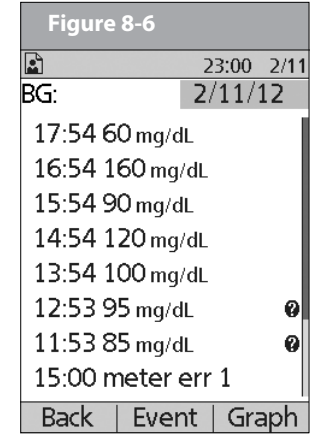 Figure 8-6
23:00 2/11
BG: 2/11/12
17:54 60 mg/dL
16:54 160 mg/dL
15:54 90 mg/dL
14:54 120 mg/dL
13:54 100 mg/dL
12:53 95 mg/dL ?
11:53 85 mg/dL ?
15:00 meter err 1
Back | Event | Graph